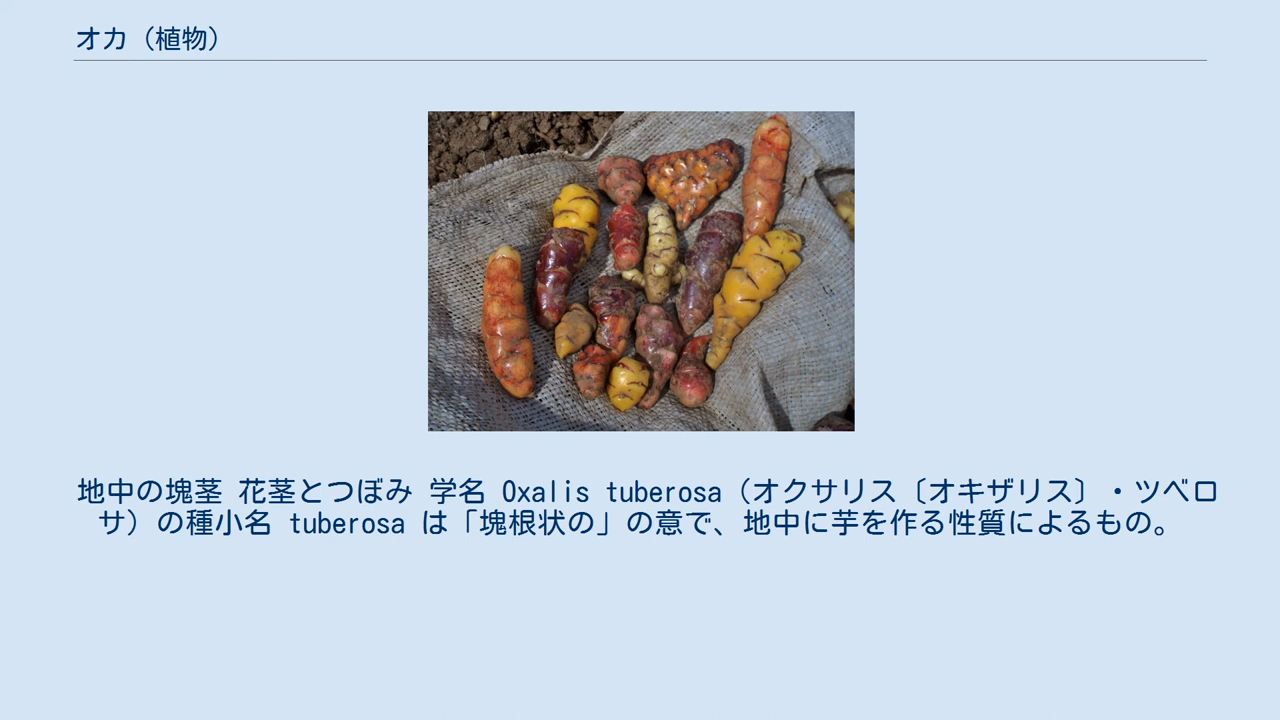 オカ（植物）
地中の塊茎 花茎とつぼみ 学名 Oxalis tuberosa（オクサリス〔オキザリス〕・ツベロ
サ）の種小名 tuberosa は「塊根状の」の意で、地中に芋を作る性質によるもの。